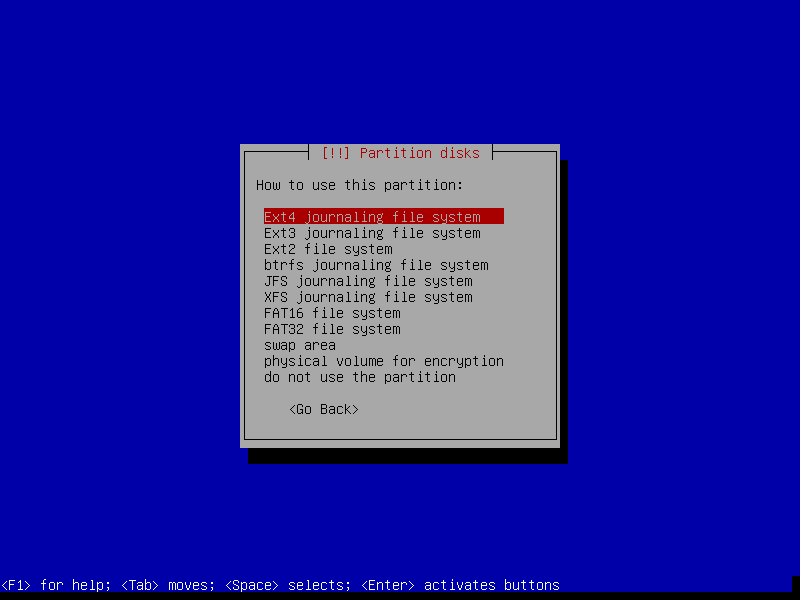 [!!] Partition disks
How to use this partition:
Ext4 journaling file system
Ext3 journaling file system
Ext2 file system
btrfs journaling file system
JFS journaling file system
XFS journaling file system
FAT16 file system
FAT32 file system
swap area
physical volume for encryption
do not use the partition
<Go Back>
<F1> for help; <Tab> moves; <Space> selects; <Enter> activates buttons